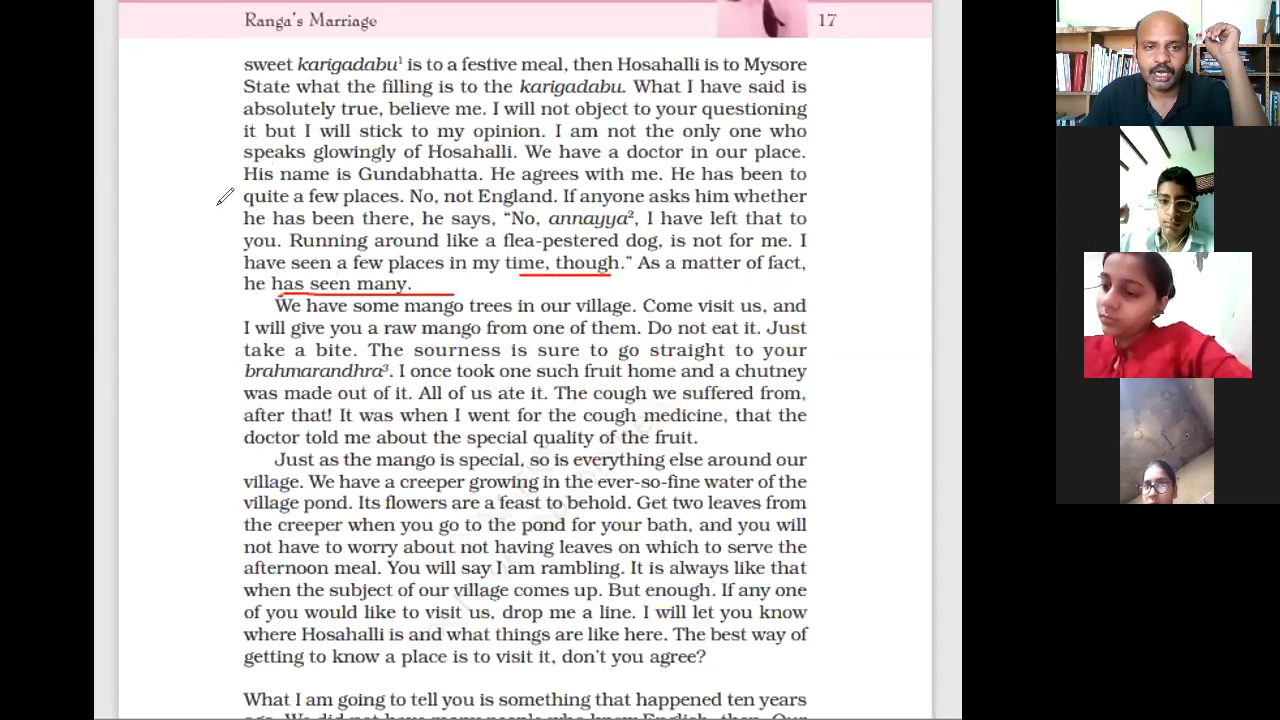 Ranga's Marriage 17
sweet karigadabu¹ is to a festive meal, then Hosahalli is to Mysore
State what the filling is to the karigadabu. What I have said is
absolutely true, believe me. I will not object to your questioning
it but I will stick to my opinion. I am not the only one who
speaks glowingly of Hosahalli. We have a doctor in our place.
His name is Gundabhatta. He agrees with me. He has been to
quite a few places. No, not England. If anyone asks him whether
he has been there, he says, “No, annayya², I have left that to
you. Running around like a flea-pestered dog, is not for me. I
have seen a few places in my time, though.” As a matter of fact,
he has seen many.
We have some mango trees in our village. Come visit us, and
I will give you a raw mango from one of them. Do not eat it. Just
take a bite. The sourness is sure to go straight to your
brahmarandhra³. I once took one such fruit home and a chutney
was made out of it. All of us ate it. The cough we suffered from,
after that! It was when I went for the cough medicine, that the
doctor told me about the special quality of the fruit.
Just as the mango is special, so is everything else around our
village. We have a creeper growing in the ever-so-fine water of the
village pond. Its flowers are a feast to behold. Get two leaves from
the creeper when you go to the pond for your bath, and you will
not have to worry about not having leaves on which to serve the
afternoon meal. You will say I am rambling. It is always like that
when the subject of our village comes up. But enough. If any one
of you would like to visit us, drop me a line. I will let you know
where Hosahalli is and what things are like here. The best way of
getting to know a place is to visit it, don't you agree?
What I am going to tell you is something that happened ten years
ago. We did not have many people who knew English, then. Our